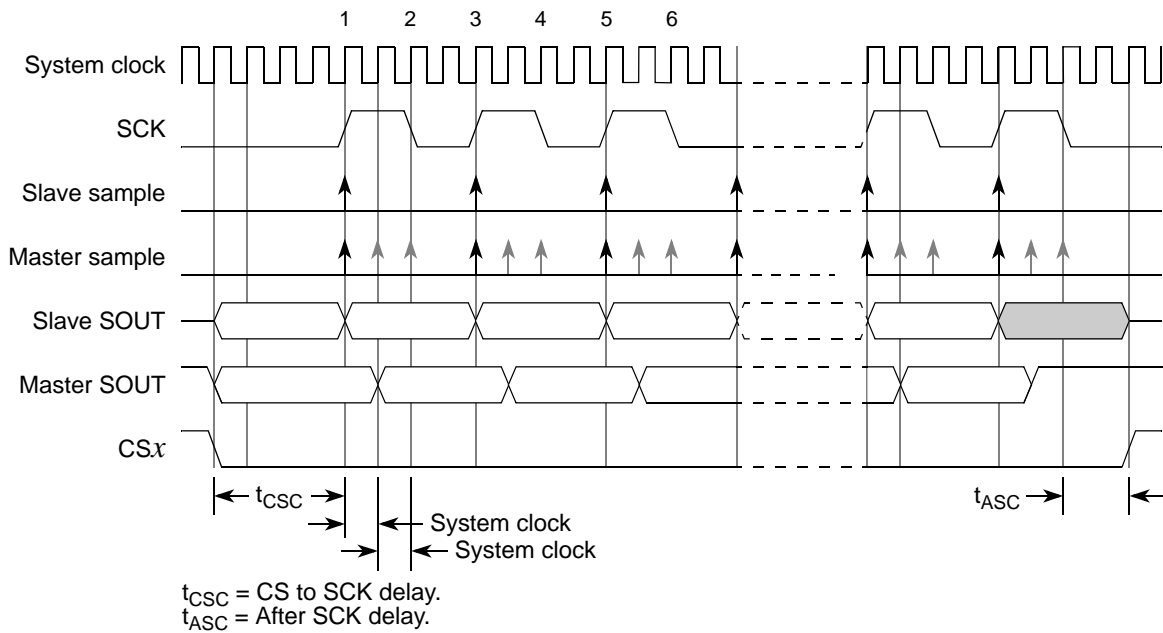 1 2 3 4 5 6
System clock
SCK
Slave sample
Master sample
Slave SOUT
Master SOUT
CSx
tCSC
tASC
System clock
System clock
tCSC = CS to SCK delay.
tASC = After SCK delay.